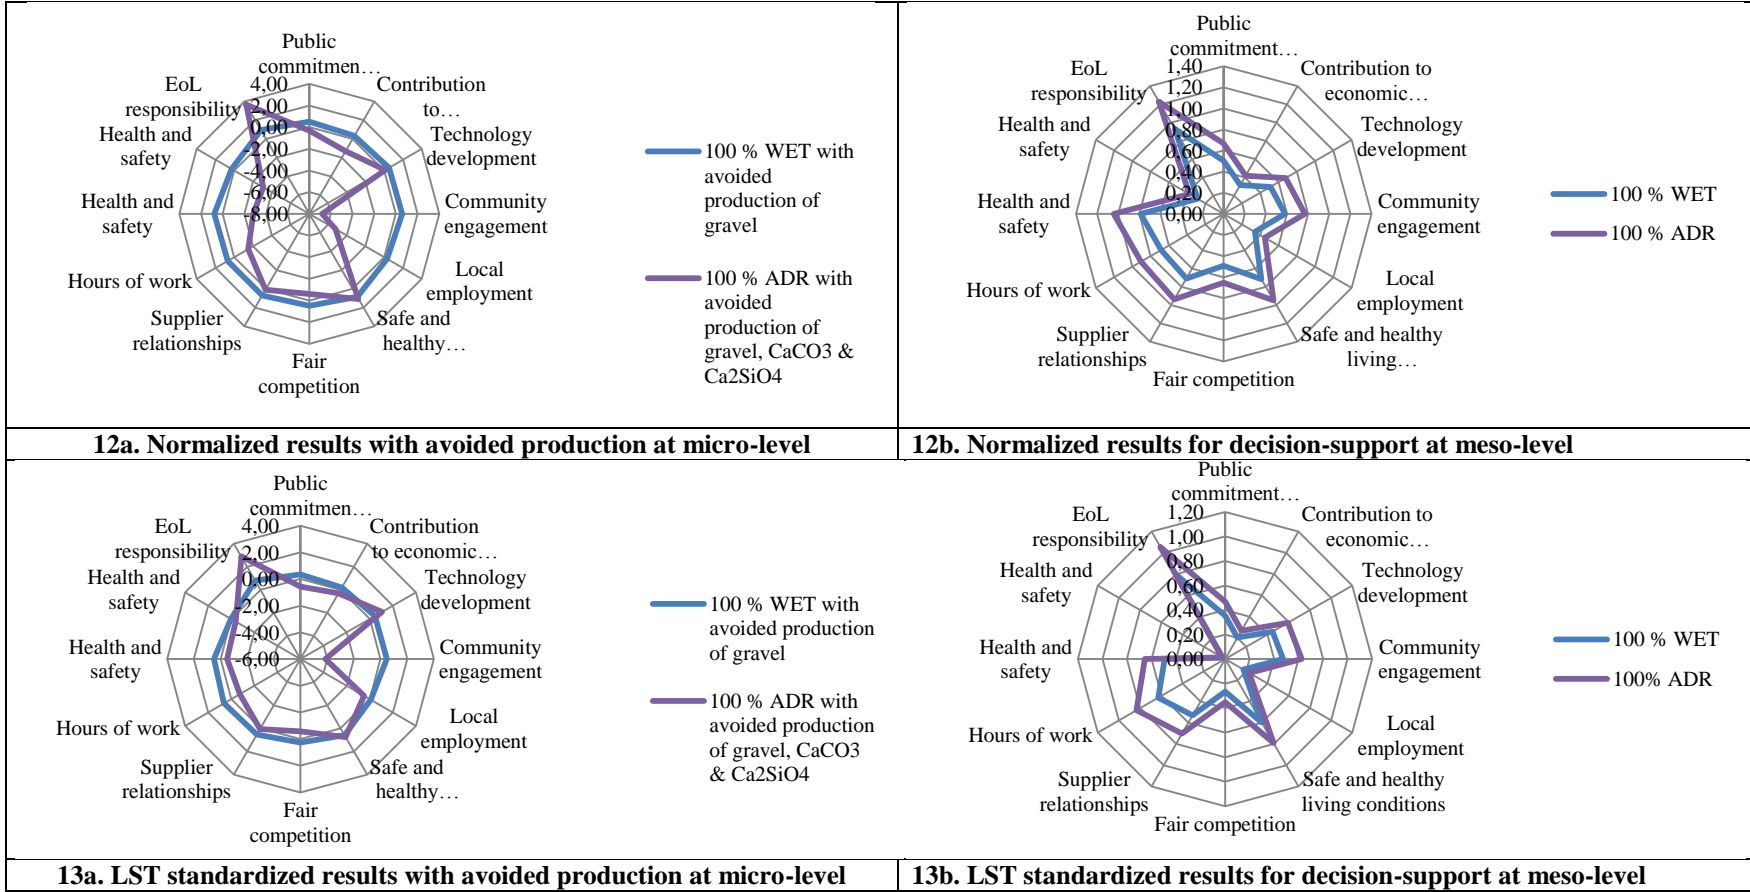 Public
commitmen…
4,00
2,00
0,00
-2,00
-4,00
-6,00
-8,00
Contribution
to…
Technology
development
Community
engagement
Local
employment
Safe and
healthy…
Fair
competition
Supplier
relationships
Hours of work
Health and
safety
Health and
safety
EoL
responsibility
100 % WET with
avoided
production of
gravel
100 % ADR with
avoided
production of
gravel, CaCO3 &
Ca2SiO4
12a. Normalized results with avoided production at micro-level
Public
commitment…
1,40
1,20
1,00
0,80
0,60
0,40
0,20
0,00
Contribution to
economic…
Technology
development
Community
engagement
Local
employment
Safe and healthy
living…
Fair competition
Supplier
relationships
Hours of work
Health and
safety
Health and
safety
EoL
responsibility
100 % WET
100 % ADR
12b. Normalized results for decision-support at meso-level
Public
commitment…
4,00
2,00
0,00
-2,00
-4,00
-6,00
Contribution
to economic…
Technology
development
Community
engagement
Local
employment
Safe and
healthy…
Fair
competition
Supplier
relationships
Hours of work
Health and
safety
Health and
safety
EoL
responsibility
100 % WET with
avoided production
of gravel
100 % ADR with
avoided production
of gravel, CaCO3
& Ca2SiO4
13a. LST standardized results with avoided production at micro-level
Public
commitment…
1,20
1,00
0,80
0,60
0,40
0,20
0,00
Contribution to
economic…
Technology
development
Community
engagement
Local
employment
Safe and healthy
living conditions
Fair competition
Supplier
relationships
Hours of work
Health and
safety
Health and
safety
EoL
responsibility
100 % WET
100% ADR
13b. LST standardized results for decision-support at meso-level